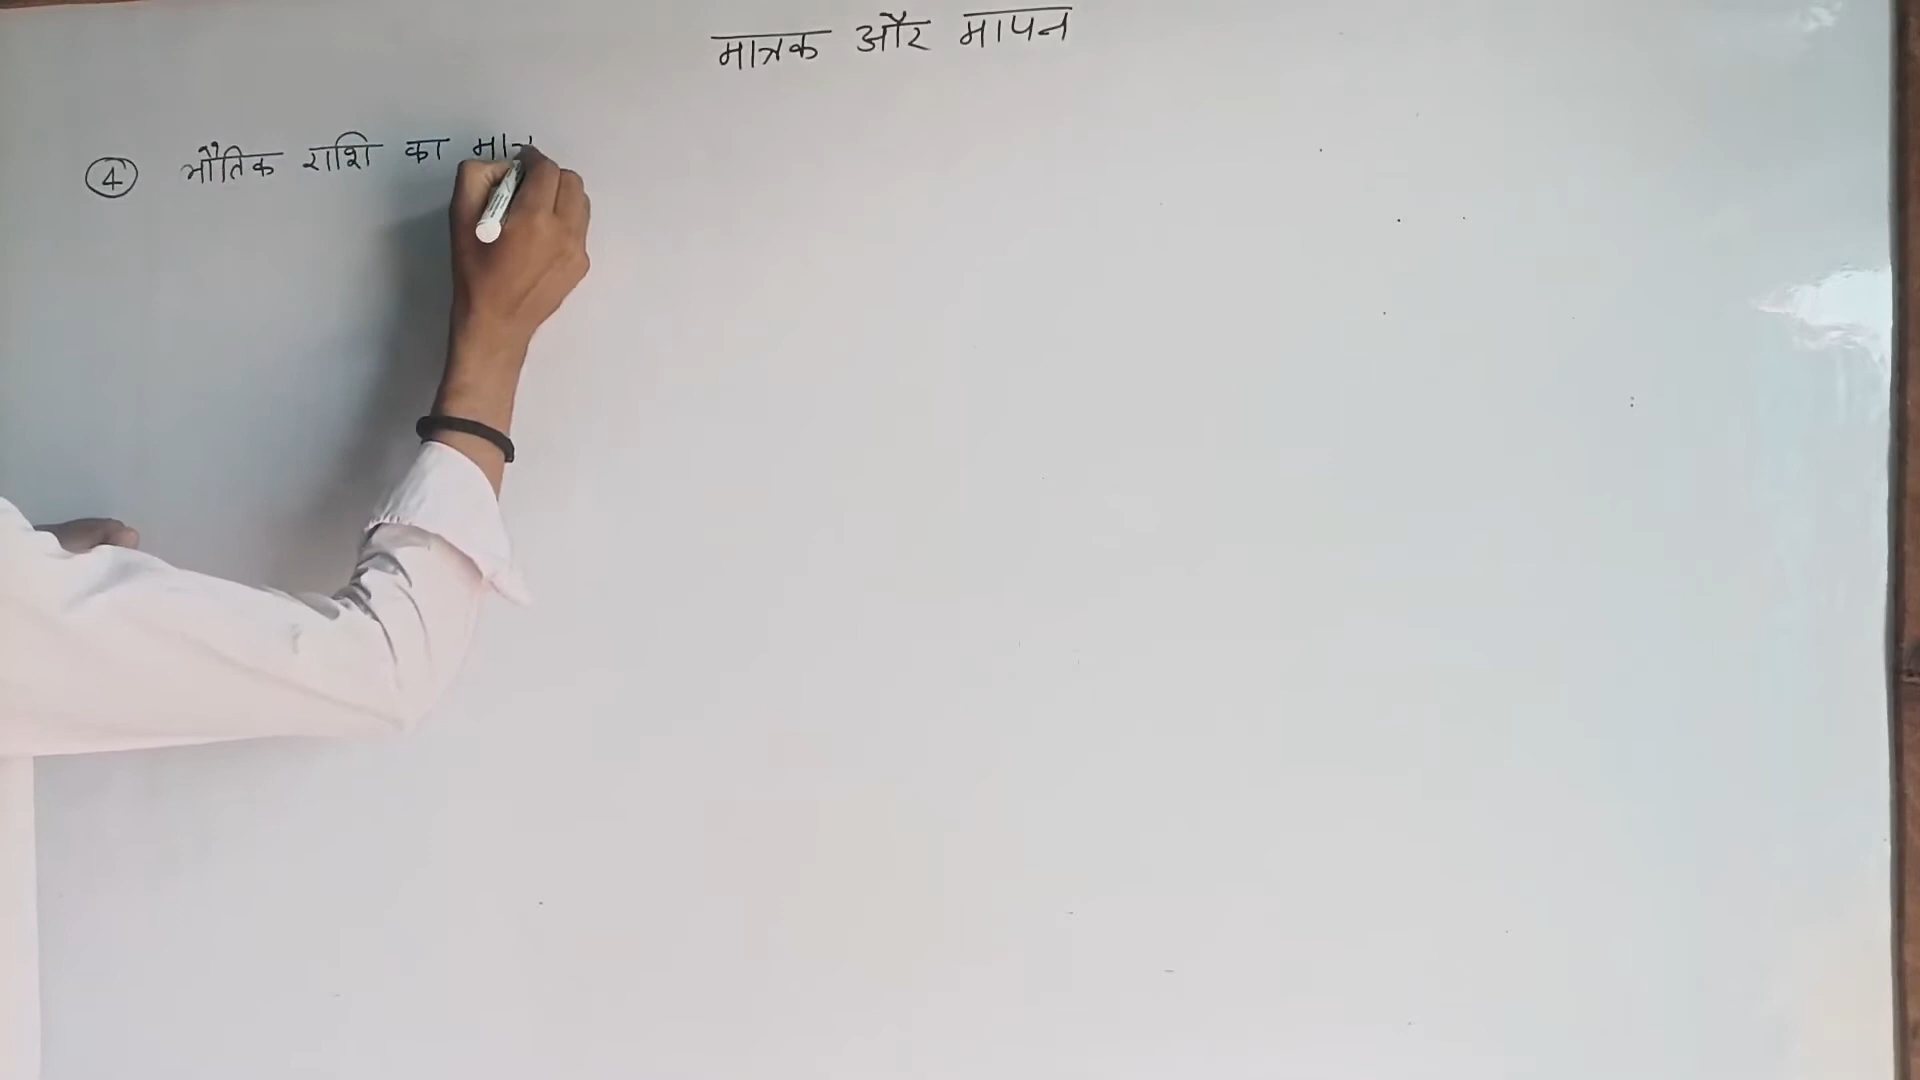 मात्रक और मापन
④ भौतिक राशि का